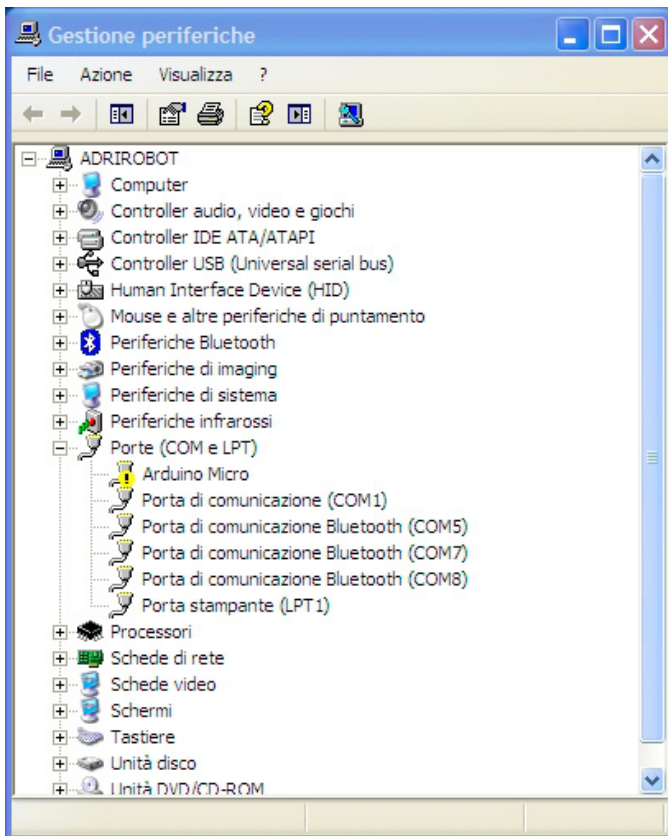 Gestione periferiche
File Azione Visualizza ?
ADRIROBOT
Computer
Controller audio, video e giochi
Controller IDE ATA/ATAPI
Controller USB (Universal serial bus)
Human Interface Device (HID)
Mouse e altre periferiche di puntamento
Periferiche Bluetooth
Periferiche di imaging
Periferiche di sistema
Periferiche infrarossi
Porte (COM e LPT)
Arduino Micro
Porta di comunicazione (COM1)
Porta di comunicazione Bluetooth (COM5)
Porta di comunicazione Bluetooth (COM7)
Porta di comunicazione Bluetooth (COM8)
Porta stampante (LPT1)
Processori
Schede di rete
Schede video
Schermi
Tastiere
Unità disco
Unità DVD/CD-ROM